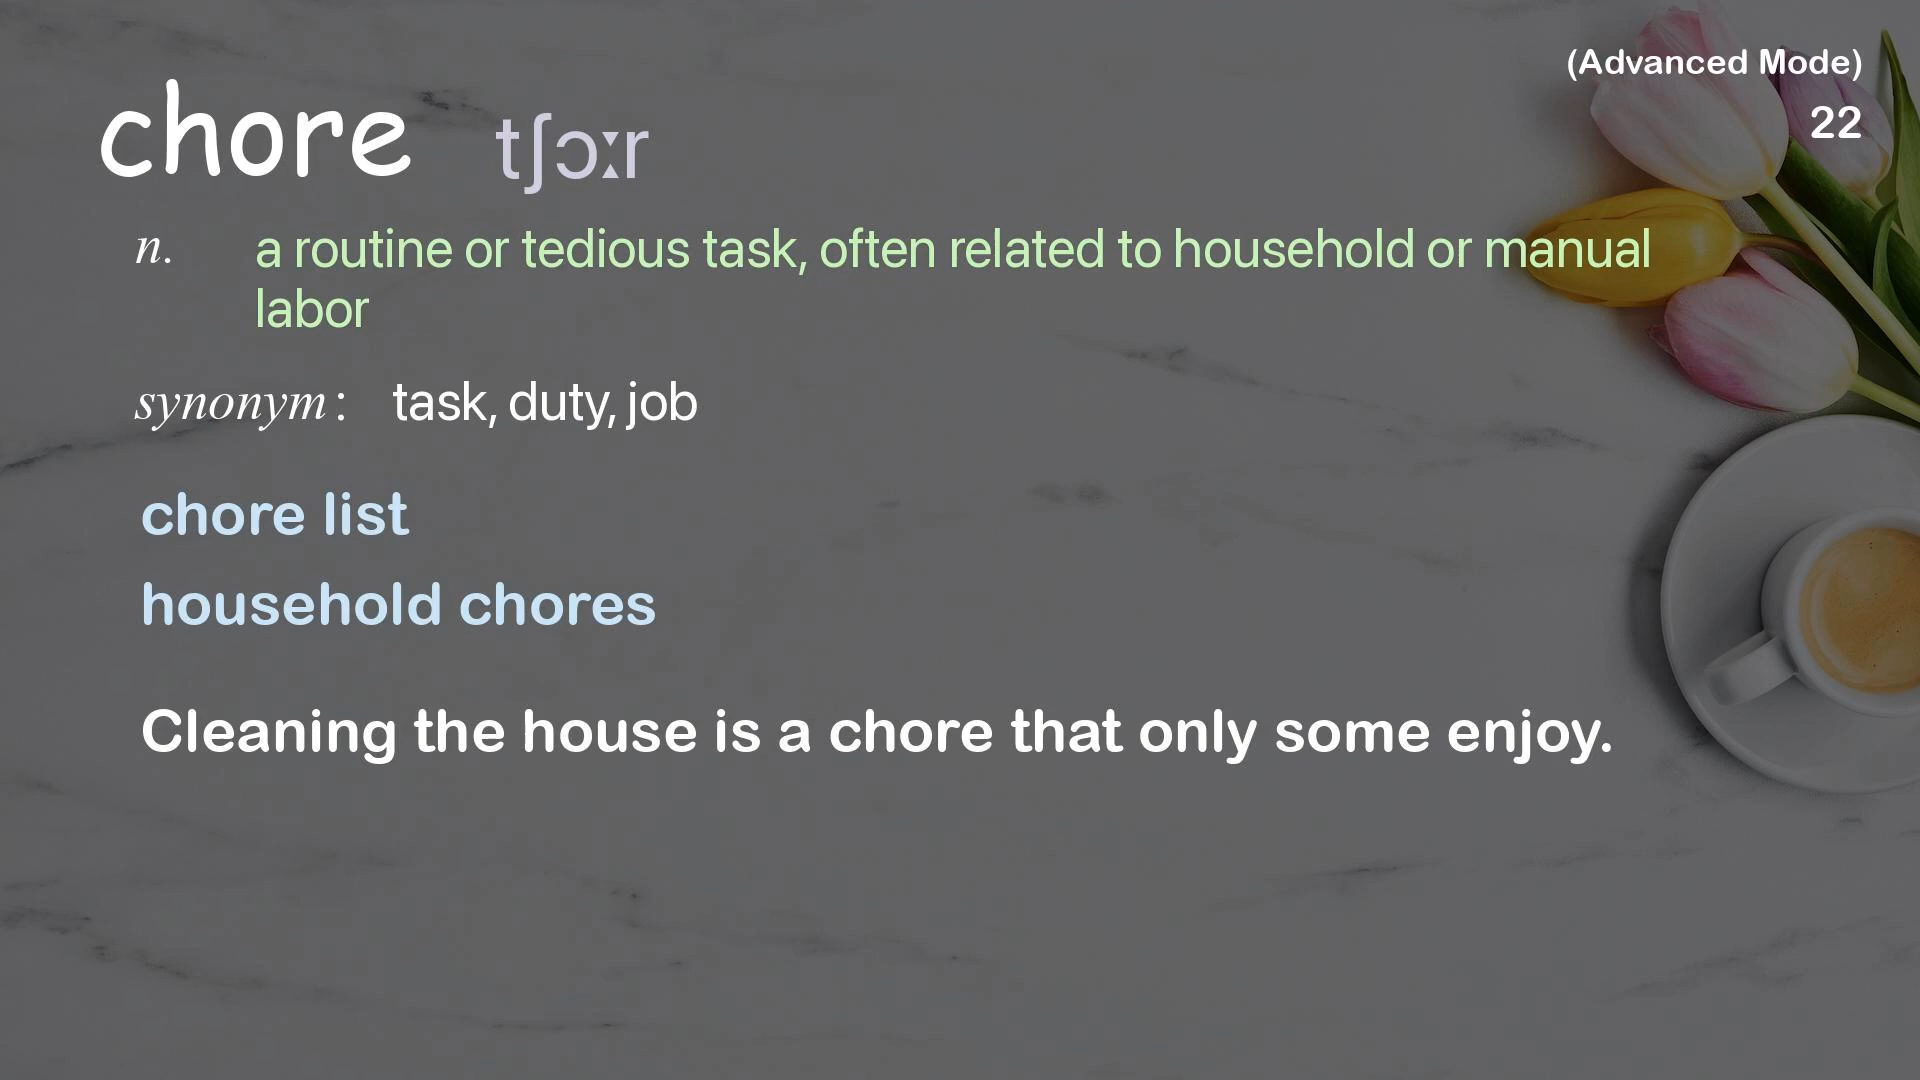 (Advanced Mode)
22
chore tʃɔːr
n. a routine or tedious task, often related to household or manual
labor
synonym: task, duty, job
chore list
household chores
Cleaning the house is a chore that only some enjoy.